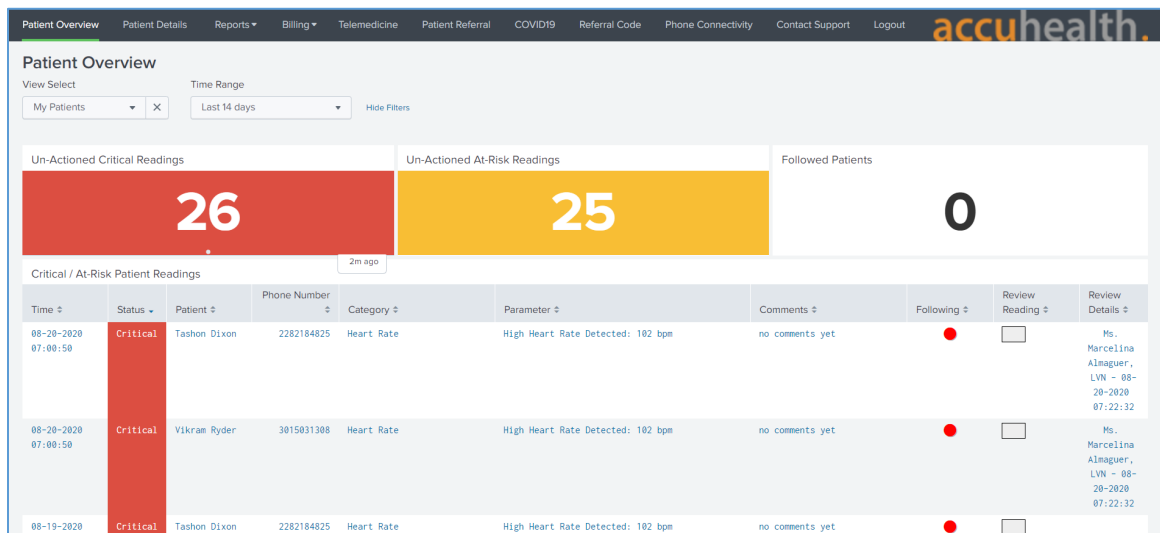 Patient Overview Patient Details Reports Billing Telemedicine Patient Referral COVID19 Referral Code Phone Connectivity Contact Support Logout accuhealth.
Patient Overview
View Select Time Range
My Patients Last 14 days Hide Filters
Un-Actioned Critical Readings Un-Actioned At-Risk Readings Followed Patients
26 25 0
2m ago
Critical / At-Risk Patient Readings
Time Status Patient Phone Number Category Parameter Comments Following Review Reading Review Details
08-20-2020 Critical Tashon Dixon 2282184825 Heart Rate High Heart Rate Detected: 102 bpm no comments yet Ms.
07:00:50 Marcelina
Almaguer,
LVN - 08-
20-2020
07:22:32
08-20-2020 Critical Vikram Ryder 3015031308 Heart Rate High Heart Rate Detected: 102 bpm no comments yet Ms.
07:00:50 Marcelina
Almaguer,
LVN - 08-
20-2020
07:22:32
08-19-2020 Critical Tashon Dixon 2282184825 Heart Rate High Heart Rate Detected: 102 bpm no comments yet